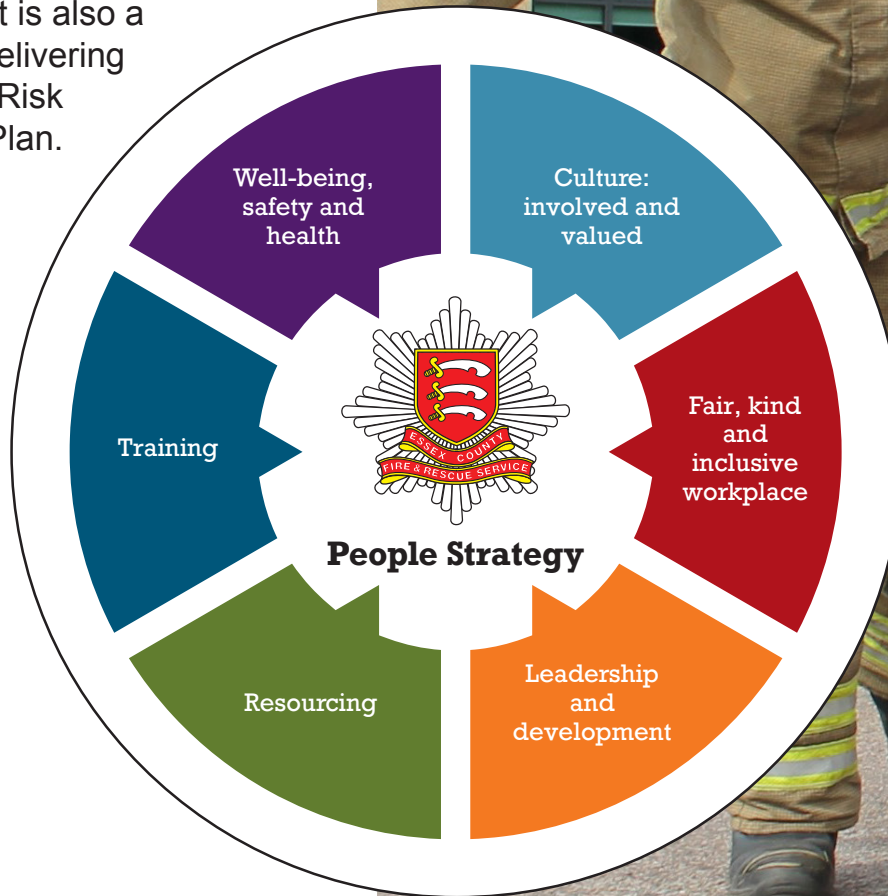 t is also a
elivering
Risk
Plan.
Well-being,
safety and
health
Culture:
involved and
valued
Training
Fair, kind
and
inclusive
workplace
ESSEX COUNTY
FIRE & RESCUE SERVICE
People Strategy
Resourcing
Leadership
and
development